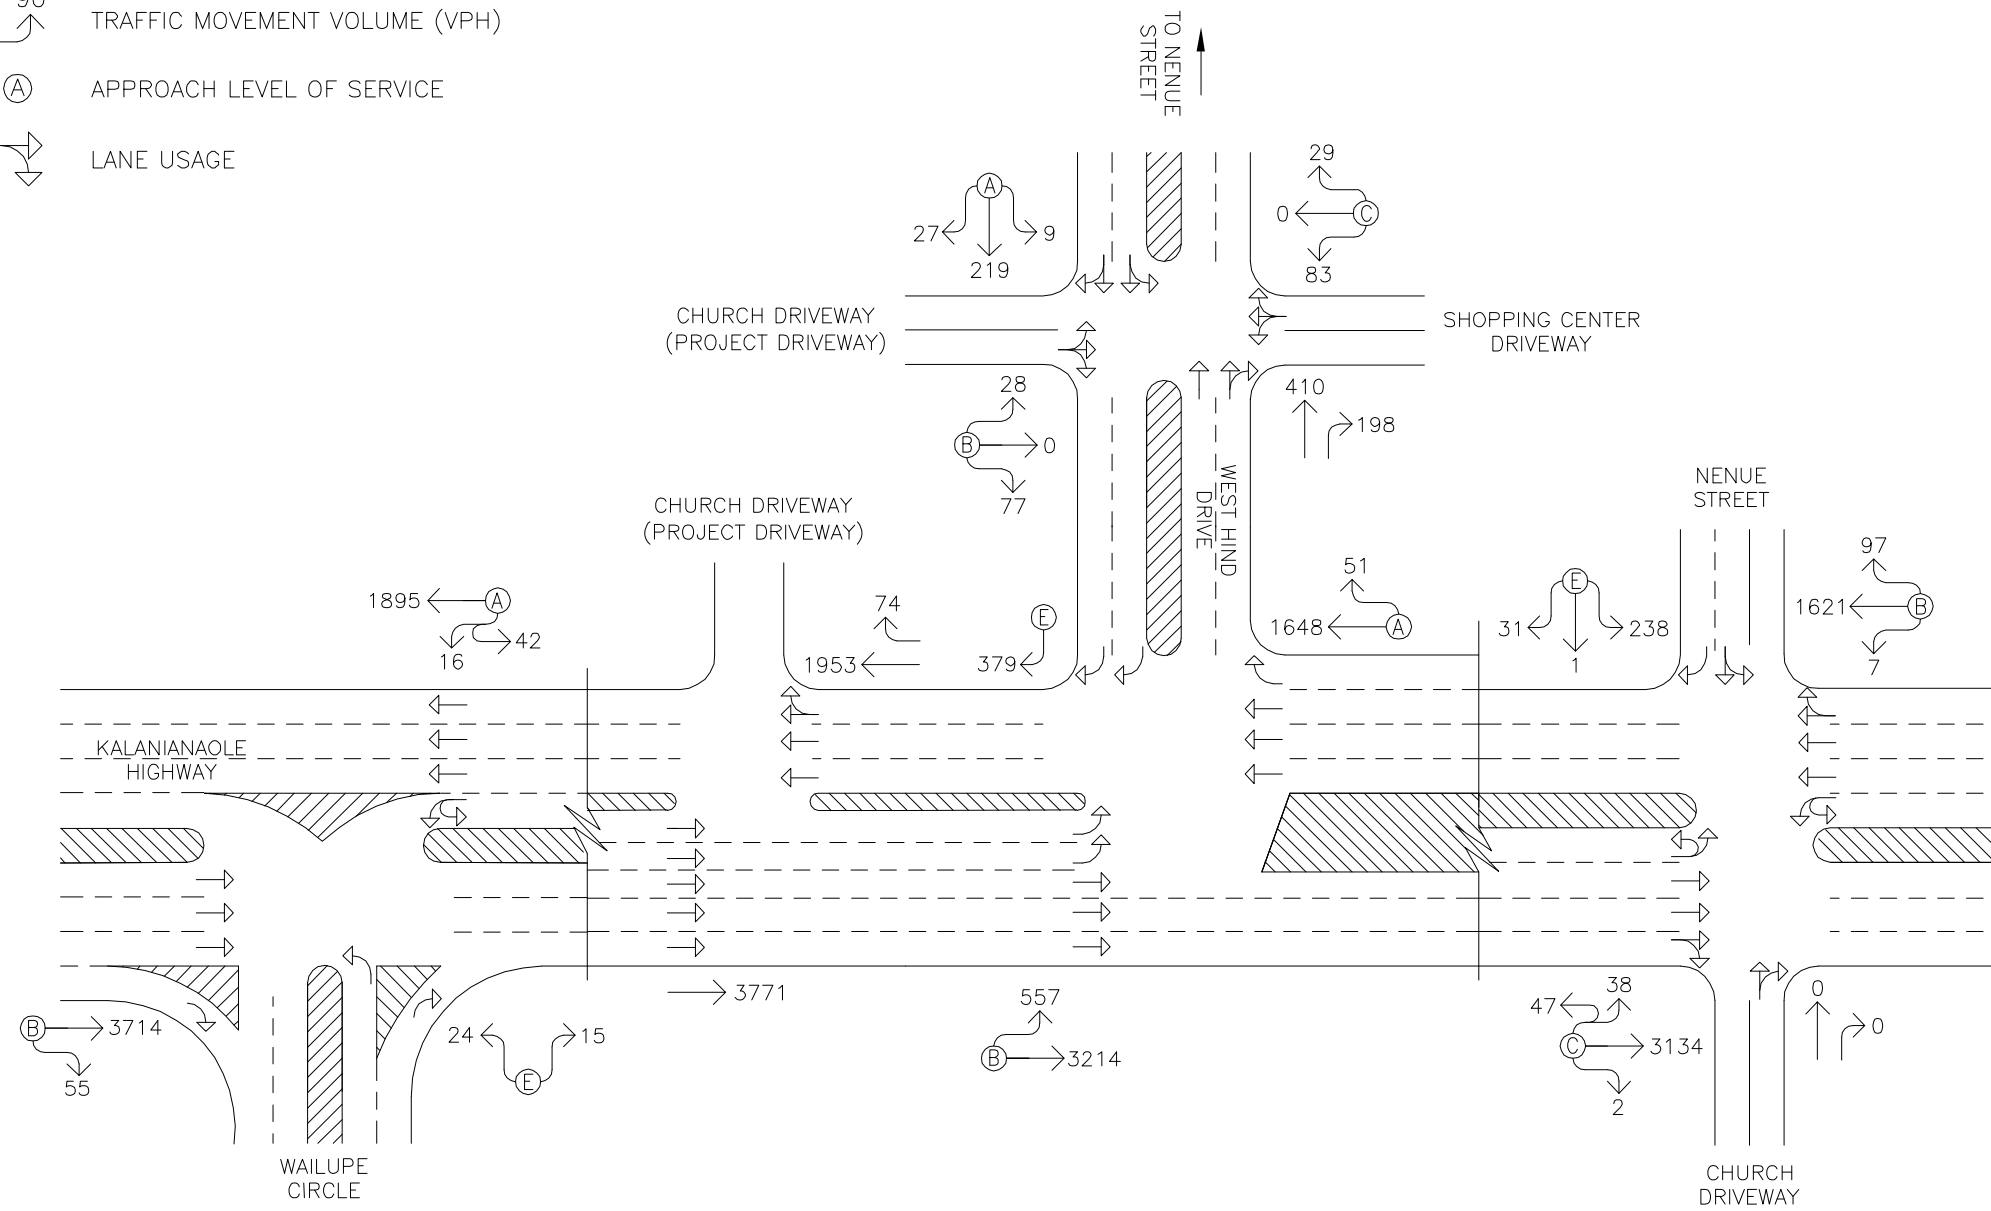 90
TRAFFIC MOVEMENT VOLUME (VPH)
A
APPROACH LEVEL OF SERVICE
LANE USAGE
TO NENUE
STREET
A
27
9
219
29
0
C
83
CHURCH DRIVEWAY
(PROJECT DRIVEWAY)
SHOPPING CENTER
DRIVEWAY
28
B
0
77
410
198
WEST HIND
DRIVE
CHURCH DRIVEWAY
(PROJECT DRIVEWAY)
NENUE
STREET
1895
A
16
42
74
1953
E
379
51
1648
A
E
31
238
1
97
1621
B
7
KALANIANAOLE
HIGHWAY
B
3714
55
24
15
E
3771
557
B
3214
47
38
C
3134
2
0
0
WAILUPE
CIRCLE
CHURCH
DRIVEWAY